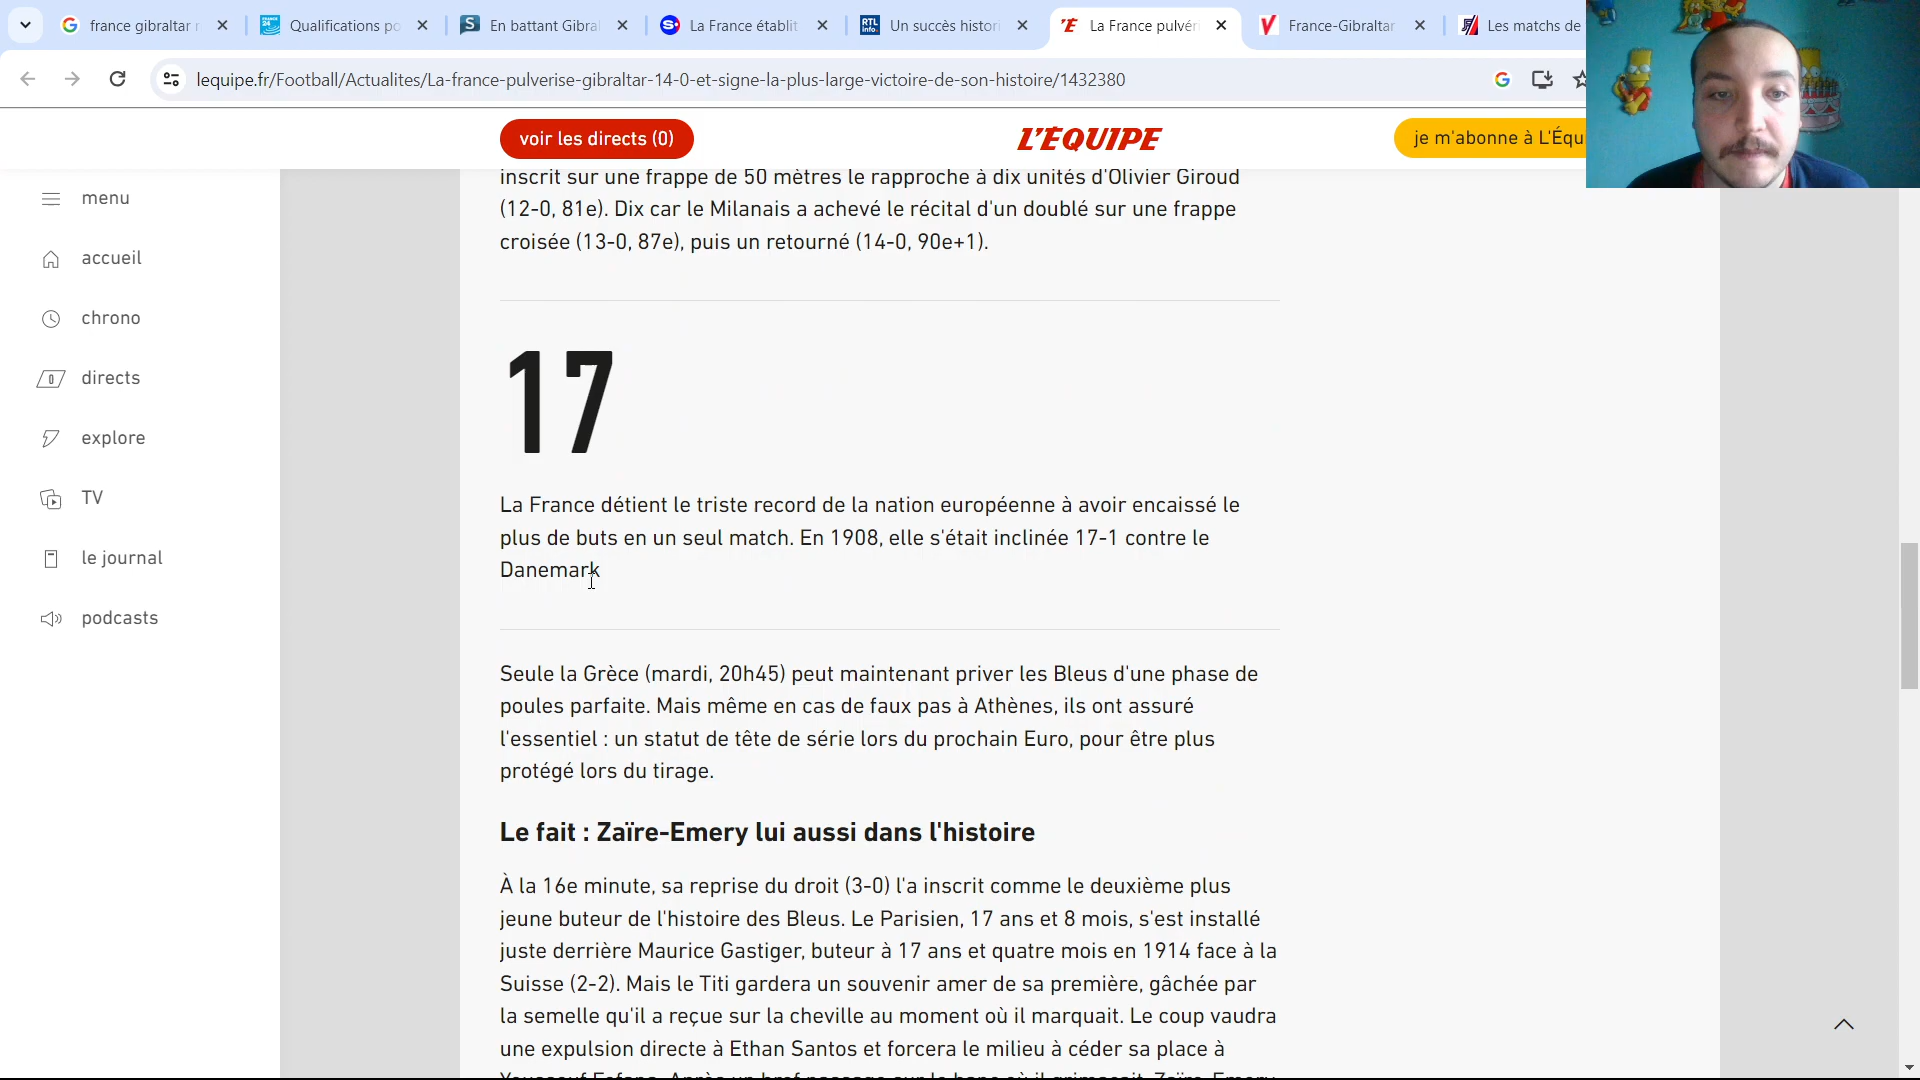 france gibraltar r
Qualifications po
En battant Gibra
La France établit
Un succès histori
La France pulvéri
France-Gibraltar
Les matchs de
lequipe.fr/Football/Actualites/La-france-pulverise-gibraltar-14-0-et-signe-la-plus-large-victoire-de-son-histoire/1432380
voir les directs (0)
L'ÉQUIPE
je m'abonne à L'Équ
menu
accueil
chrono
directs
explore
TV
le journal
podcasts
inscrit sur une frappe de 50 mètres le rapproche à dix unités d'Olivier Giroud
(12-0, 81e). Dix car le Milanais a achevé le récital d'un doublé sur une frappe
croisée (13-0, 87e), puis un retourné (14-0, 90e+1).
17
La France détient le triste record de la nation européenne à avoir encaissé le
plus de buts en un seul match. En 1908, elle s'était inclinée 17-1 contre le
Danemark
Seule la Grèce (mardi, 20h45) peut maintenant priver les Bleus d'une phase de
poules parfaite. Mais même en cas de faux pas à Athènes, ils ont assuré
l'essentiel : un statut de tête de série lors du prochain Euro, pour être plus
protégé lors du tirage.
Le fait : Zaïre-Emery lui aussi dans l'histoire
À la 16e minute, sa reprise du droit (3-0) l'a inscrit comme le deuxième plus
jeune buteur de l'histoire des Bleus. Le Parisien, 17 ans et 8 mois, s'est installé
juste derrière Maurice Gastiger, buteur à 17 ans et quatre mois en 1914 face à la
Suisse (2-2). Mais le Titi gardera un souvenir amer de sa première, gâchée par
la semelle qu'il a reçue sur la cheville au moment où il marquait. Le coup vaudra
une expulsion directe à Ethan Santos et forcera le milieu à céder sa place à